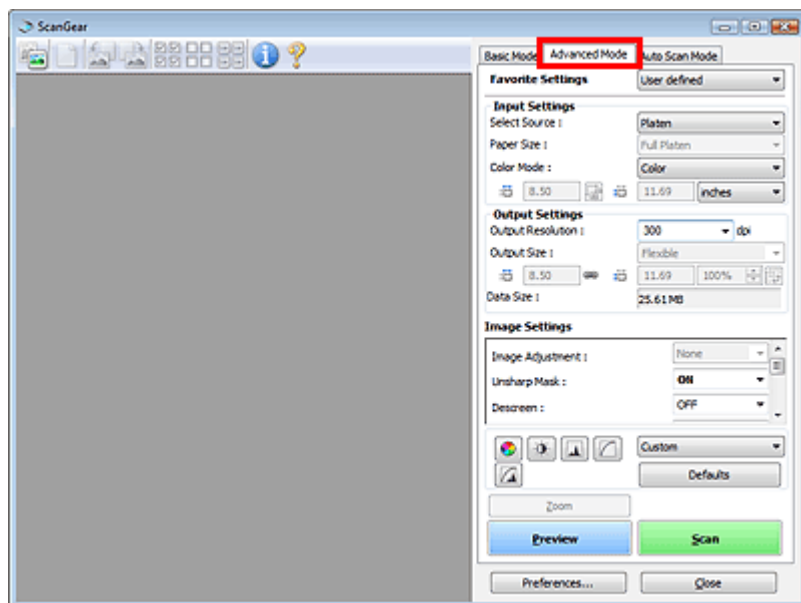 ScanGear
Basic Mode Advanced Mode Auto Scan Mode
Favorite Settings User defined
Input Settings
Select Source : Platen
Paper Size : Full Platen
Color Mode : Color
8.50 11.69 inches
Output Settings
Output Resolution : 300 dpi
Output Size : Flexible
8.50 11.69 100%
Data Size : 25.61 MB
Image Settings
Image Adjustment : None
Unsharp Mask : ON
Descreen : OFF
Custom
Defaults
Zoom
Preview Scan
Preferences... Close